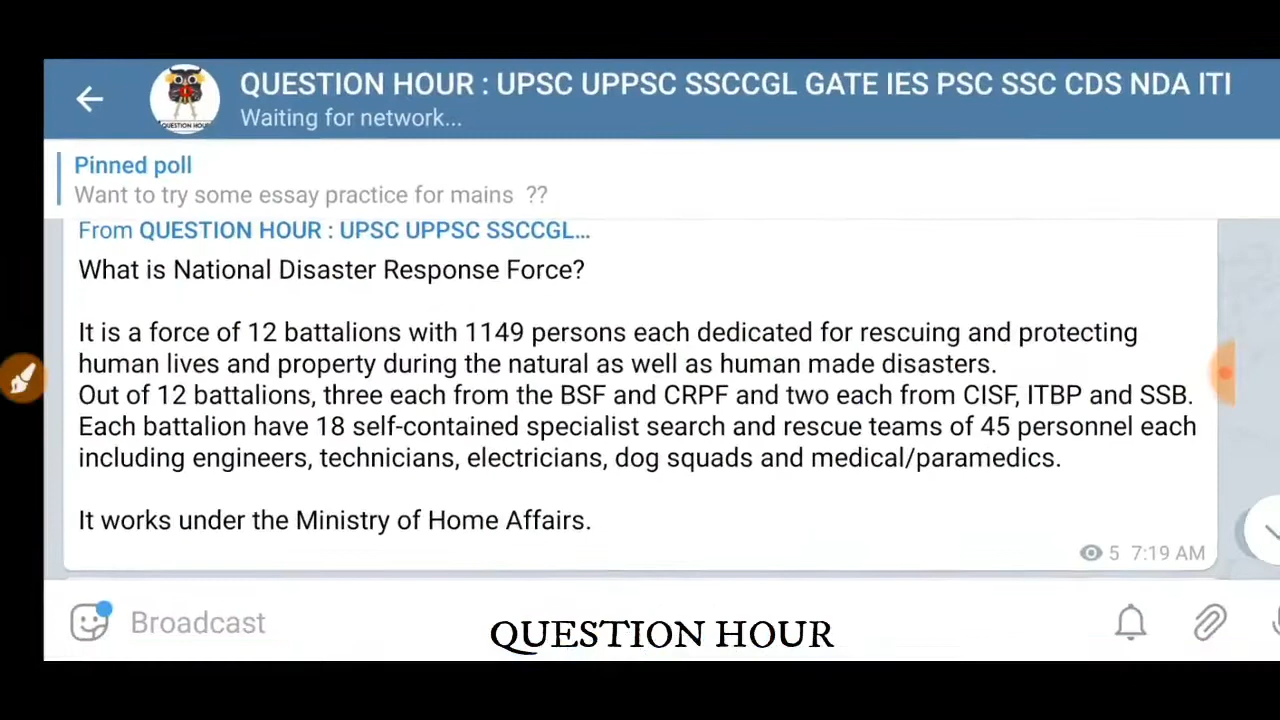 QUESTION HOUR : UPSC UPPSC SSCCGL GATE IES PSC SSC CDS NDA ITI
Waiting for network...
Pinned poll
Want to try some essay practice for mains ??
From QUESTION HOUR : UPSC UPPSC SSCCGL...
What is National Disaster Response Force?
It is a force of 12 battalions with 1149 persons each dedicated for rescuing and protecting
human lives and property during the natural as well as human made disasters.
Out of 12 battalions, three each from the BSF and CRPF and two each from CISF, ITBP and SSB.
Each battalion have 18 self-contained specialist search and rescue teams of 45 personnel each
including engineers, technicians, electricians, dog squads and medical/paramedics.
It works under the Ministry of Home Affairs.
5 7:19 AM
Broadcast
QUESTION HOUR